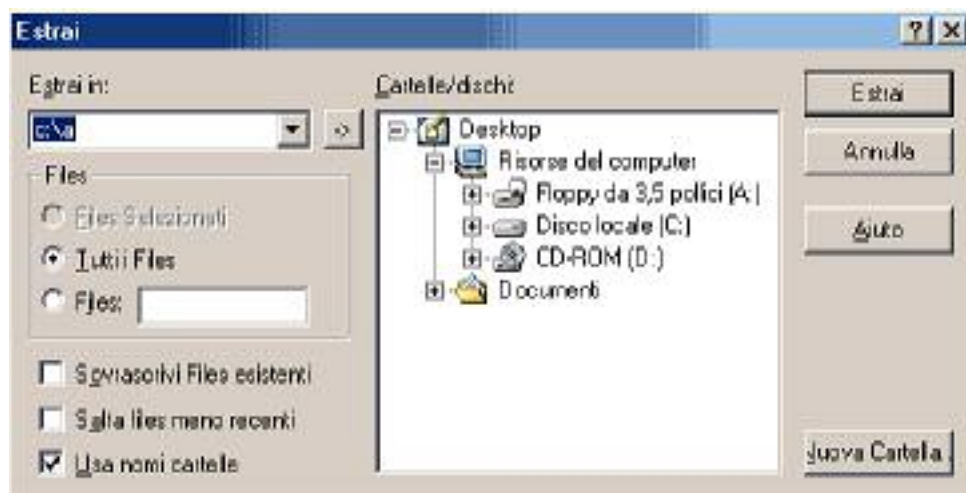 Estrai
Estrai in:
c:\a
Files
Files Selezionati
Tutti i Files
Files:
Sovrascrivi Files esistenti
Salta files meno recenti
Usa nomi cartelle
Cartelle/dischi:
Desktop
Risorse del computer
Floppy da 3,5 pollici (A:)
Disco locale (C:)
CD-ROM (D:)
Documenti
Estrai
Annulla
Aiuto
Nuova Cartella.